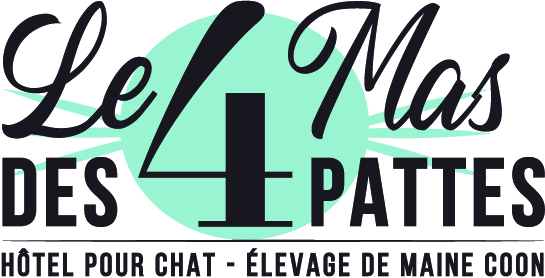 Le Mas
DES 4 PATTES
HÔTEL POUR CHAT - ÉLEVAGE DE MAINE COON